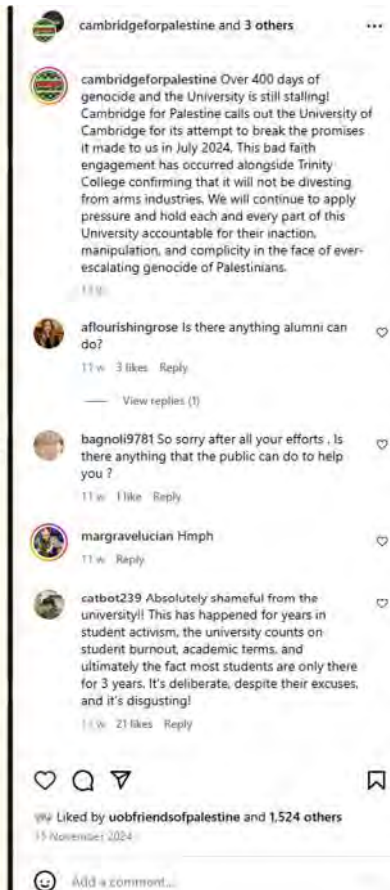 cambridgeforpalestine and 3 others
cambridgeforpalestine Over 400 days of
genocide and the University is still stalling!
Cambridge for Palestine calls out the University of
Cambridge for its attempt to break the promises
it made to us in July 2024. This bad faith
engagement has occurred alongside Trinity
College confirming that it will not be divesting
from arms industries. We will continue to apply
pressure and hold each and every part of this
University accountable for their inaction,
manipulation, and complicity in the face of ever-
escalating genocide of Palestinians.
11 w
aflourishingrose Is there anything alumni can
do?
11 w 3 likes Reply
View replies (1)
bagnoli9781 So sorry after all your efforts . Is
there anything that the public can do to help
you ?
11 w 1 like Reply
margravelucian Hmph
11 w Reply
catbot239 Absolutely shameful from the
university!! This has happened for years in
student activism, the university counts on
student burnout, academic terms, and
ultimately the fact most students are only there
for 3 years. It's deliberate, despite their excuses,
and it's disgusting!
11 w 21 likes Reply
Liked by uobfriendsofpalestine and 1,524 others
15 November 2024
Add a comment...